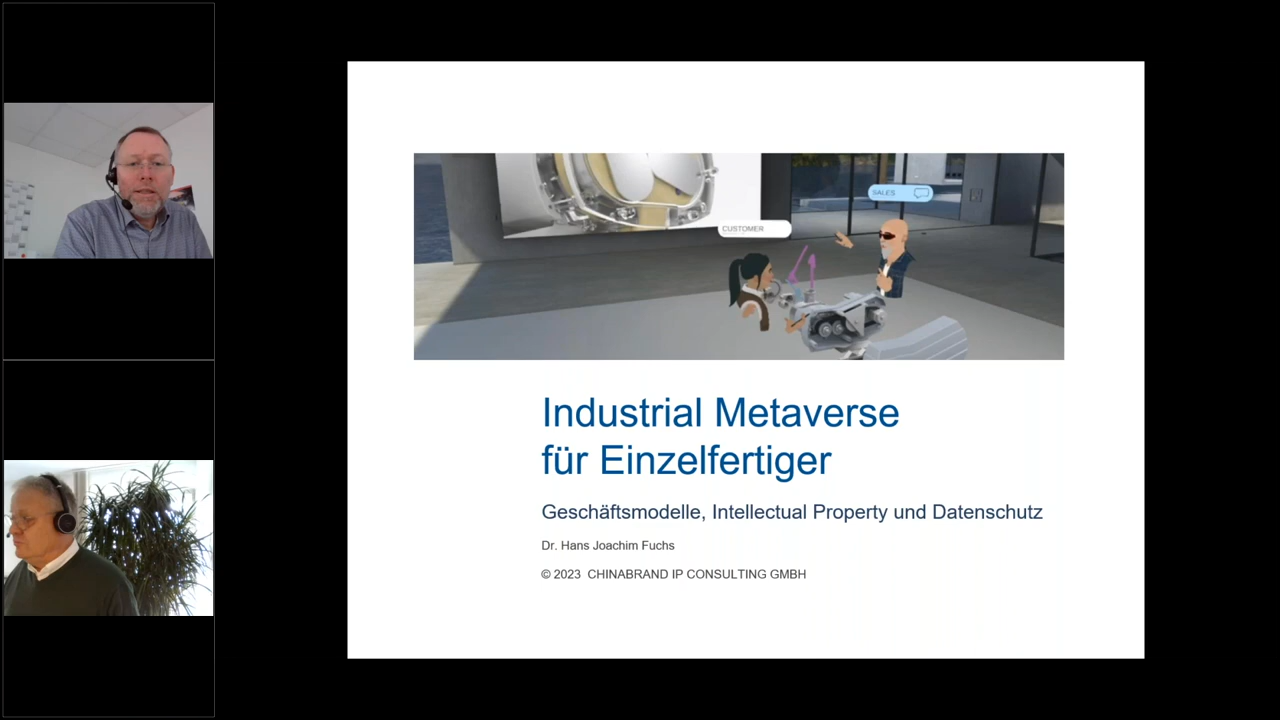 SALES
CUSTOMER
Industrial Metaverse
für Einzelfertiger
Geschäftsmodelle, Intellectual Property und Datenschutz
Dr. Hans Joachim Fuchs
© 2023 CHINABRAND IP CONSULTING GMBH